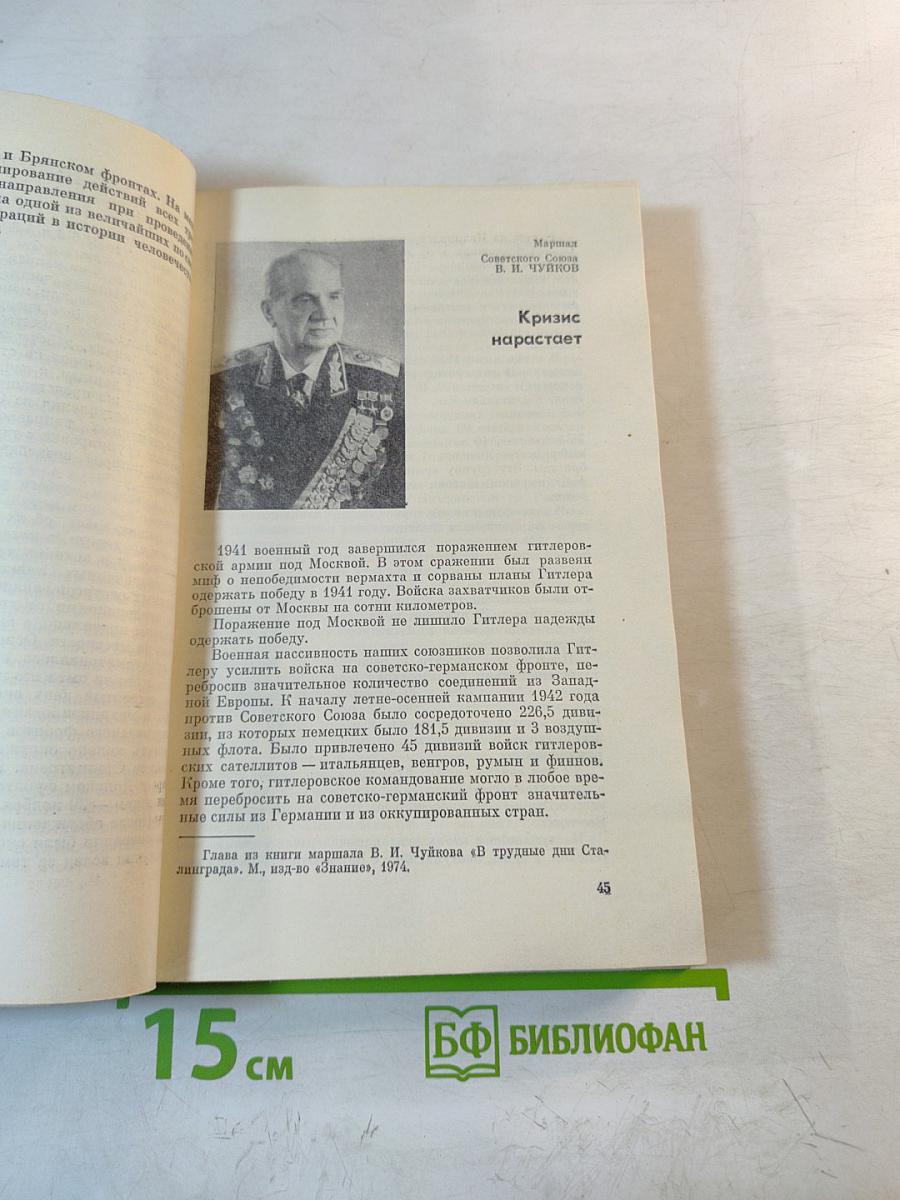 и Брянском фронтах. На
действий всех
направления при
одной из величайших по
в истории
Маршал
Советского Союза
В. И. ЧУЙКОВ
Кризис
нарастает
1941 военный год завершился поражением гитлеров-
ской армии под Москвой. В этом сражении был развеян
миф о непобедимости вермахта и сорваны планы Гитлера
одержать победу в 1941 году. Войска захватчиков были от-
брошены от Москвы на сотни километров.
Поражение под Москвой не лишило Гитлера надежды
одержать победу.
Военная пассивность наших союзников позволила Гит-
леру усилить войска на советско-германском фронте, пе-
ребросив значительное количество соединений из Запад-
ной Европы. К началу летне-осенней кампании 1942 года
против Советского Союза было сосредоточено 226,5 диви-
зии, из которых немецких было 181,5 дивизии и 3 воздуш-
ных флота. Было привлечено 45 дивизий войск гитлеров-
ских сателлитов — итальянцев, венгров, румын и финнов.
Кроме того, гитлеровское командование могло в любое вре-
мя перебросить на советско-германский фронт значитель-
ные силы из Германии и из оккупированных стран.
Глава из книги маршала В. И. Чуйкова «В трудные дни Ста-
линграда». М., изд-во «Знание», 1974.
45
15 см
БФ БИБЛИОФАН